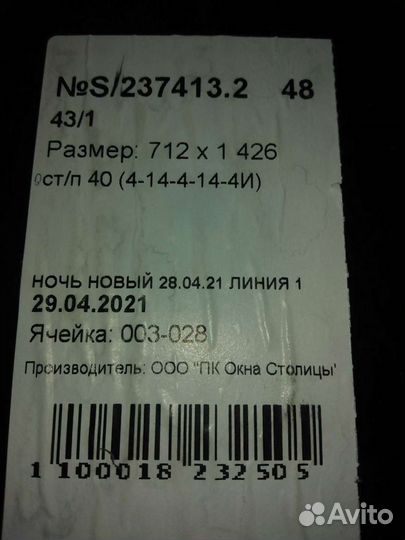 №S/237413.2 48
43/1
Размер: 712 x 1 426
ст/п 40 (4-14-4-14-4И)
НОЧЬ НОВЫЙ 28.04.21 ЛИНИЯ 1
29.04.2021
Ячейка: 003-028
Производитель: ООО "ПК Окна Столицы"
1 100018 232505
Avito